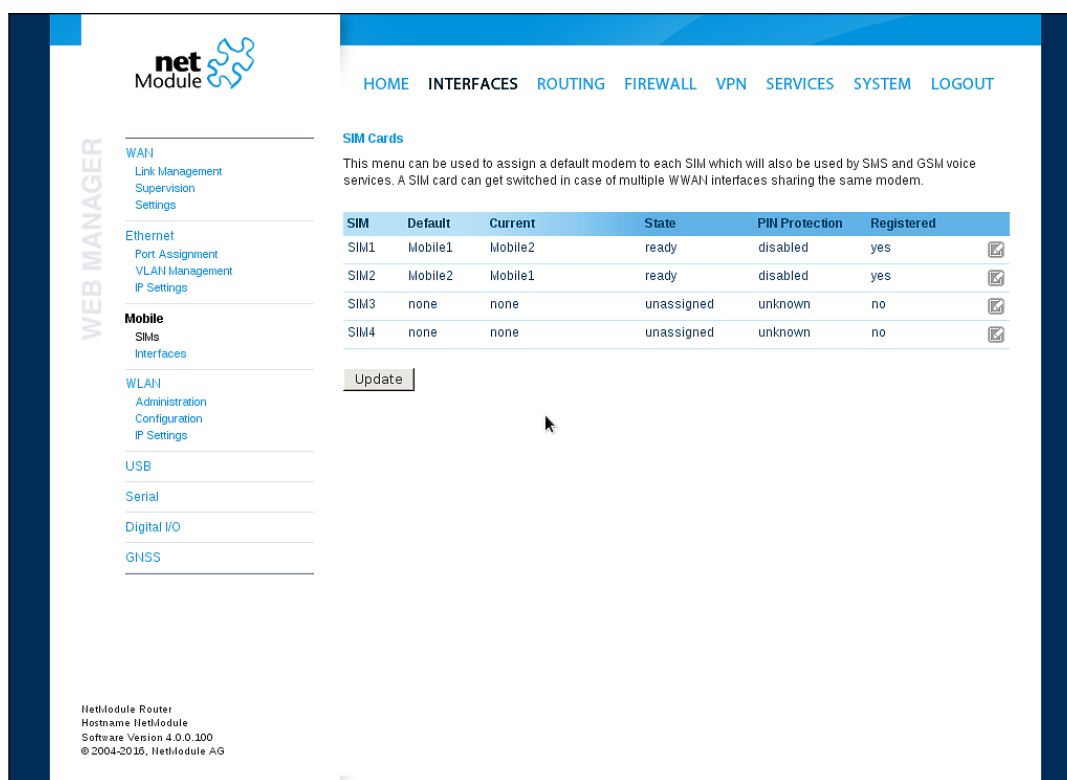 net
Module
HOME INTERFACES ROUTING FIREWALL VPN SERVICES SYSTEM LOGOUT
WEB MANAGER
WAN
Link Management
Supervision
Settings
Ethernet
Port Assignment
VLAN Management
IP Settings
Mobile
SIMs
Interfaces
WLAN
Administration
Configuration
IP Settings
USB
Serial
Digital I/O
GNSS
SIM Cards
This menu can be used to assign a default modem to each SIM which will also be used by SMS and GSM voice
services. A SIM card can get switched in case of multiple WWAN interfaces sharing the same modem.
SIM Default Current State PIN Protection Registered
SIM1 Mobile1 Mobile2 ready disabled yes
SIM2 Mobile2 Mobile1 ready disabled yes
SIM3 none none unassigned unknown no
SIM4 none none unassigned unknown no
Update
NetModule Router
Hostname NetModule
Software Version 4.0.0.100
© 2004-2016, NetModule AG